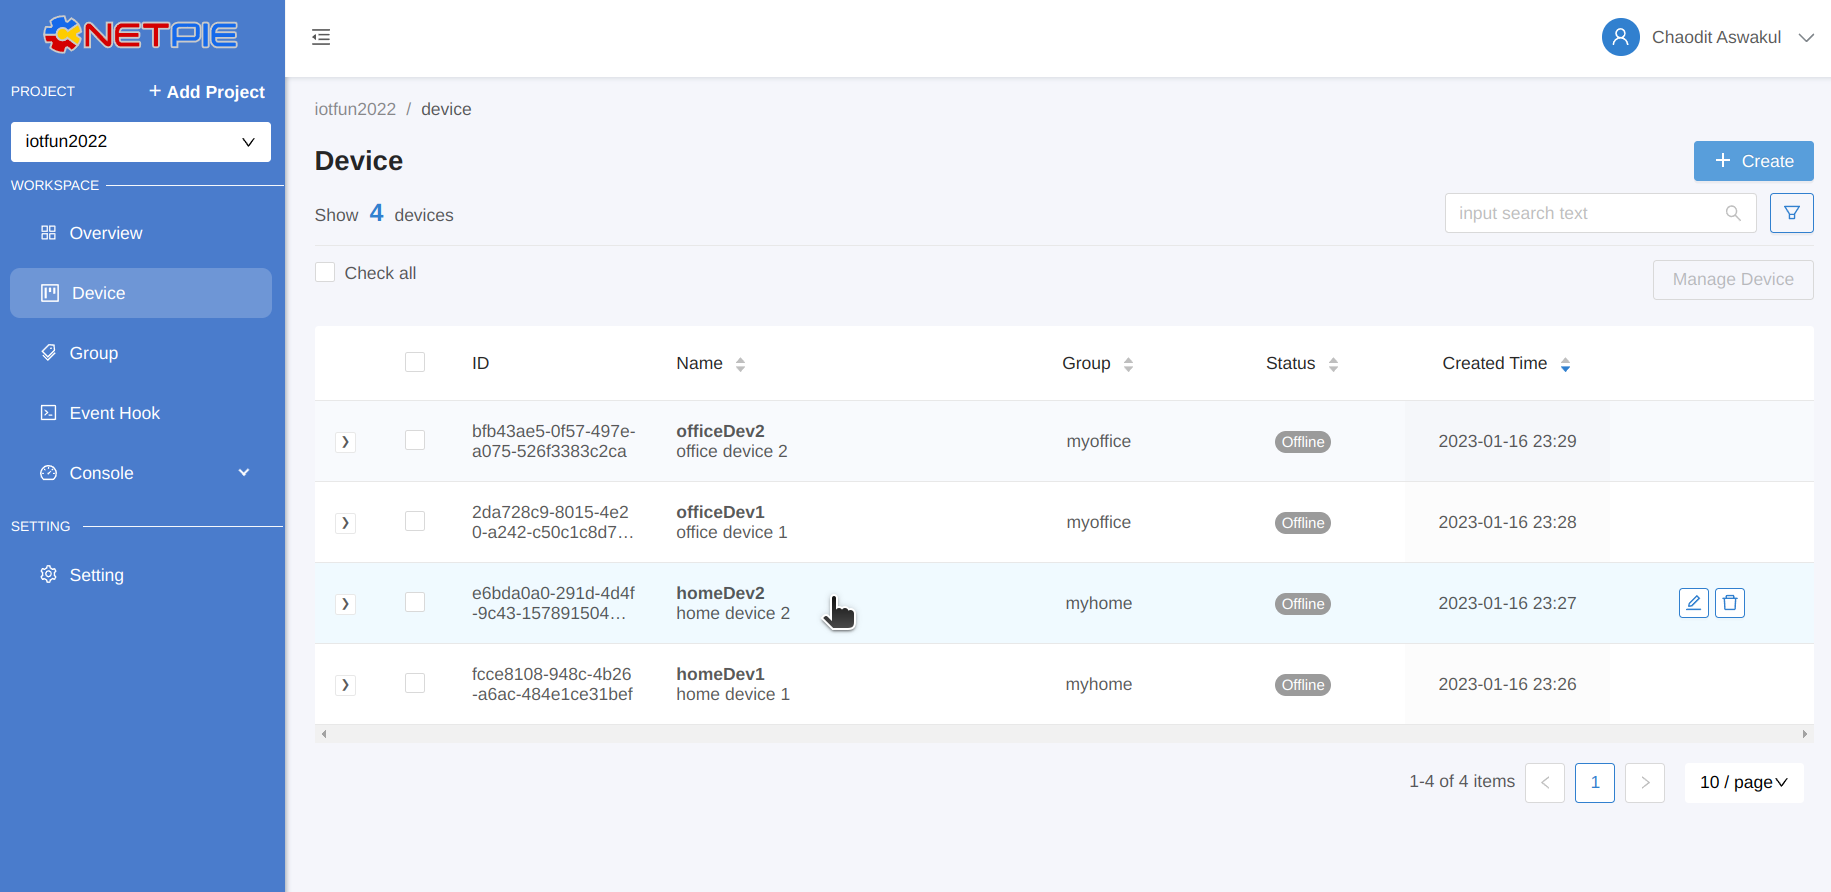 NETPIE
PROJECT
+ Add Project
iotfun2022
WORKSPACE
Overview
Device
Group
Event Hook
Console
SETTING
Setting
Chaodit Aswakul
iotfun2022 / device
Device
+ Create
Show 4 devices
input search text
Check all
Manage Device
ID Name Group Status Created Time
bfb43ae5-0f57-497e-
a075-526f3383c2ca
officeDev2
office device 2
myoffice
Offline
2023-01-16 23:29
2da728c9-8015-4e2
0-a242-c50c1c8d7…
officeDev1
office device 1
myoffice
Offline
2023-01-16 23:28
e6bda0a0-291d-4d4f
-9c43-157891504…
homeDev2
home device 2
myhome
Offline
2023-01-16 23:27
fcce8108-948c-4b26
-a6ac-484e1ce31bef
homeDev1
home device 1
myhome
Offline
2023-01-16 23:26
1-4 of 4 items < 1 > 10 / page